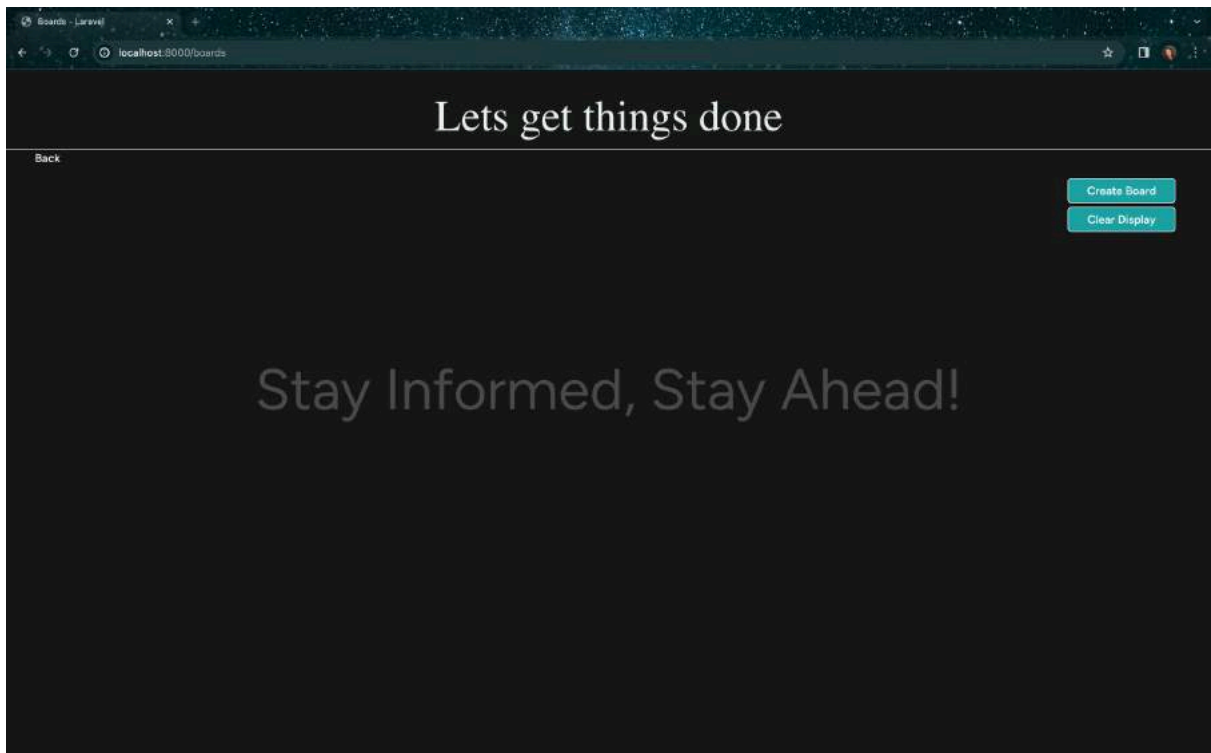 Boards - Laravel
localhost:8000/boards
Lets get things done
Back
Create Board
Clear Display
Stay Informed, Stay Ahead!